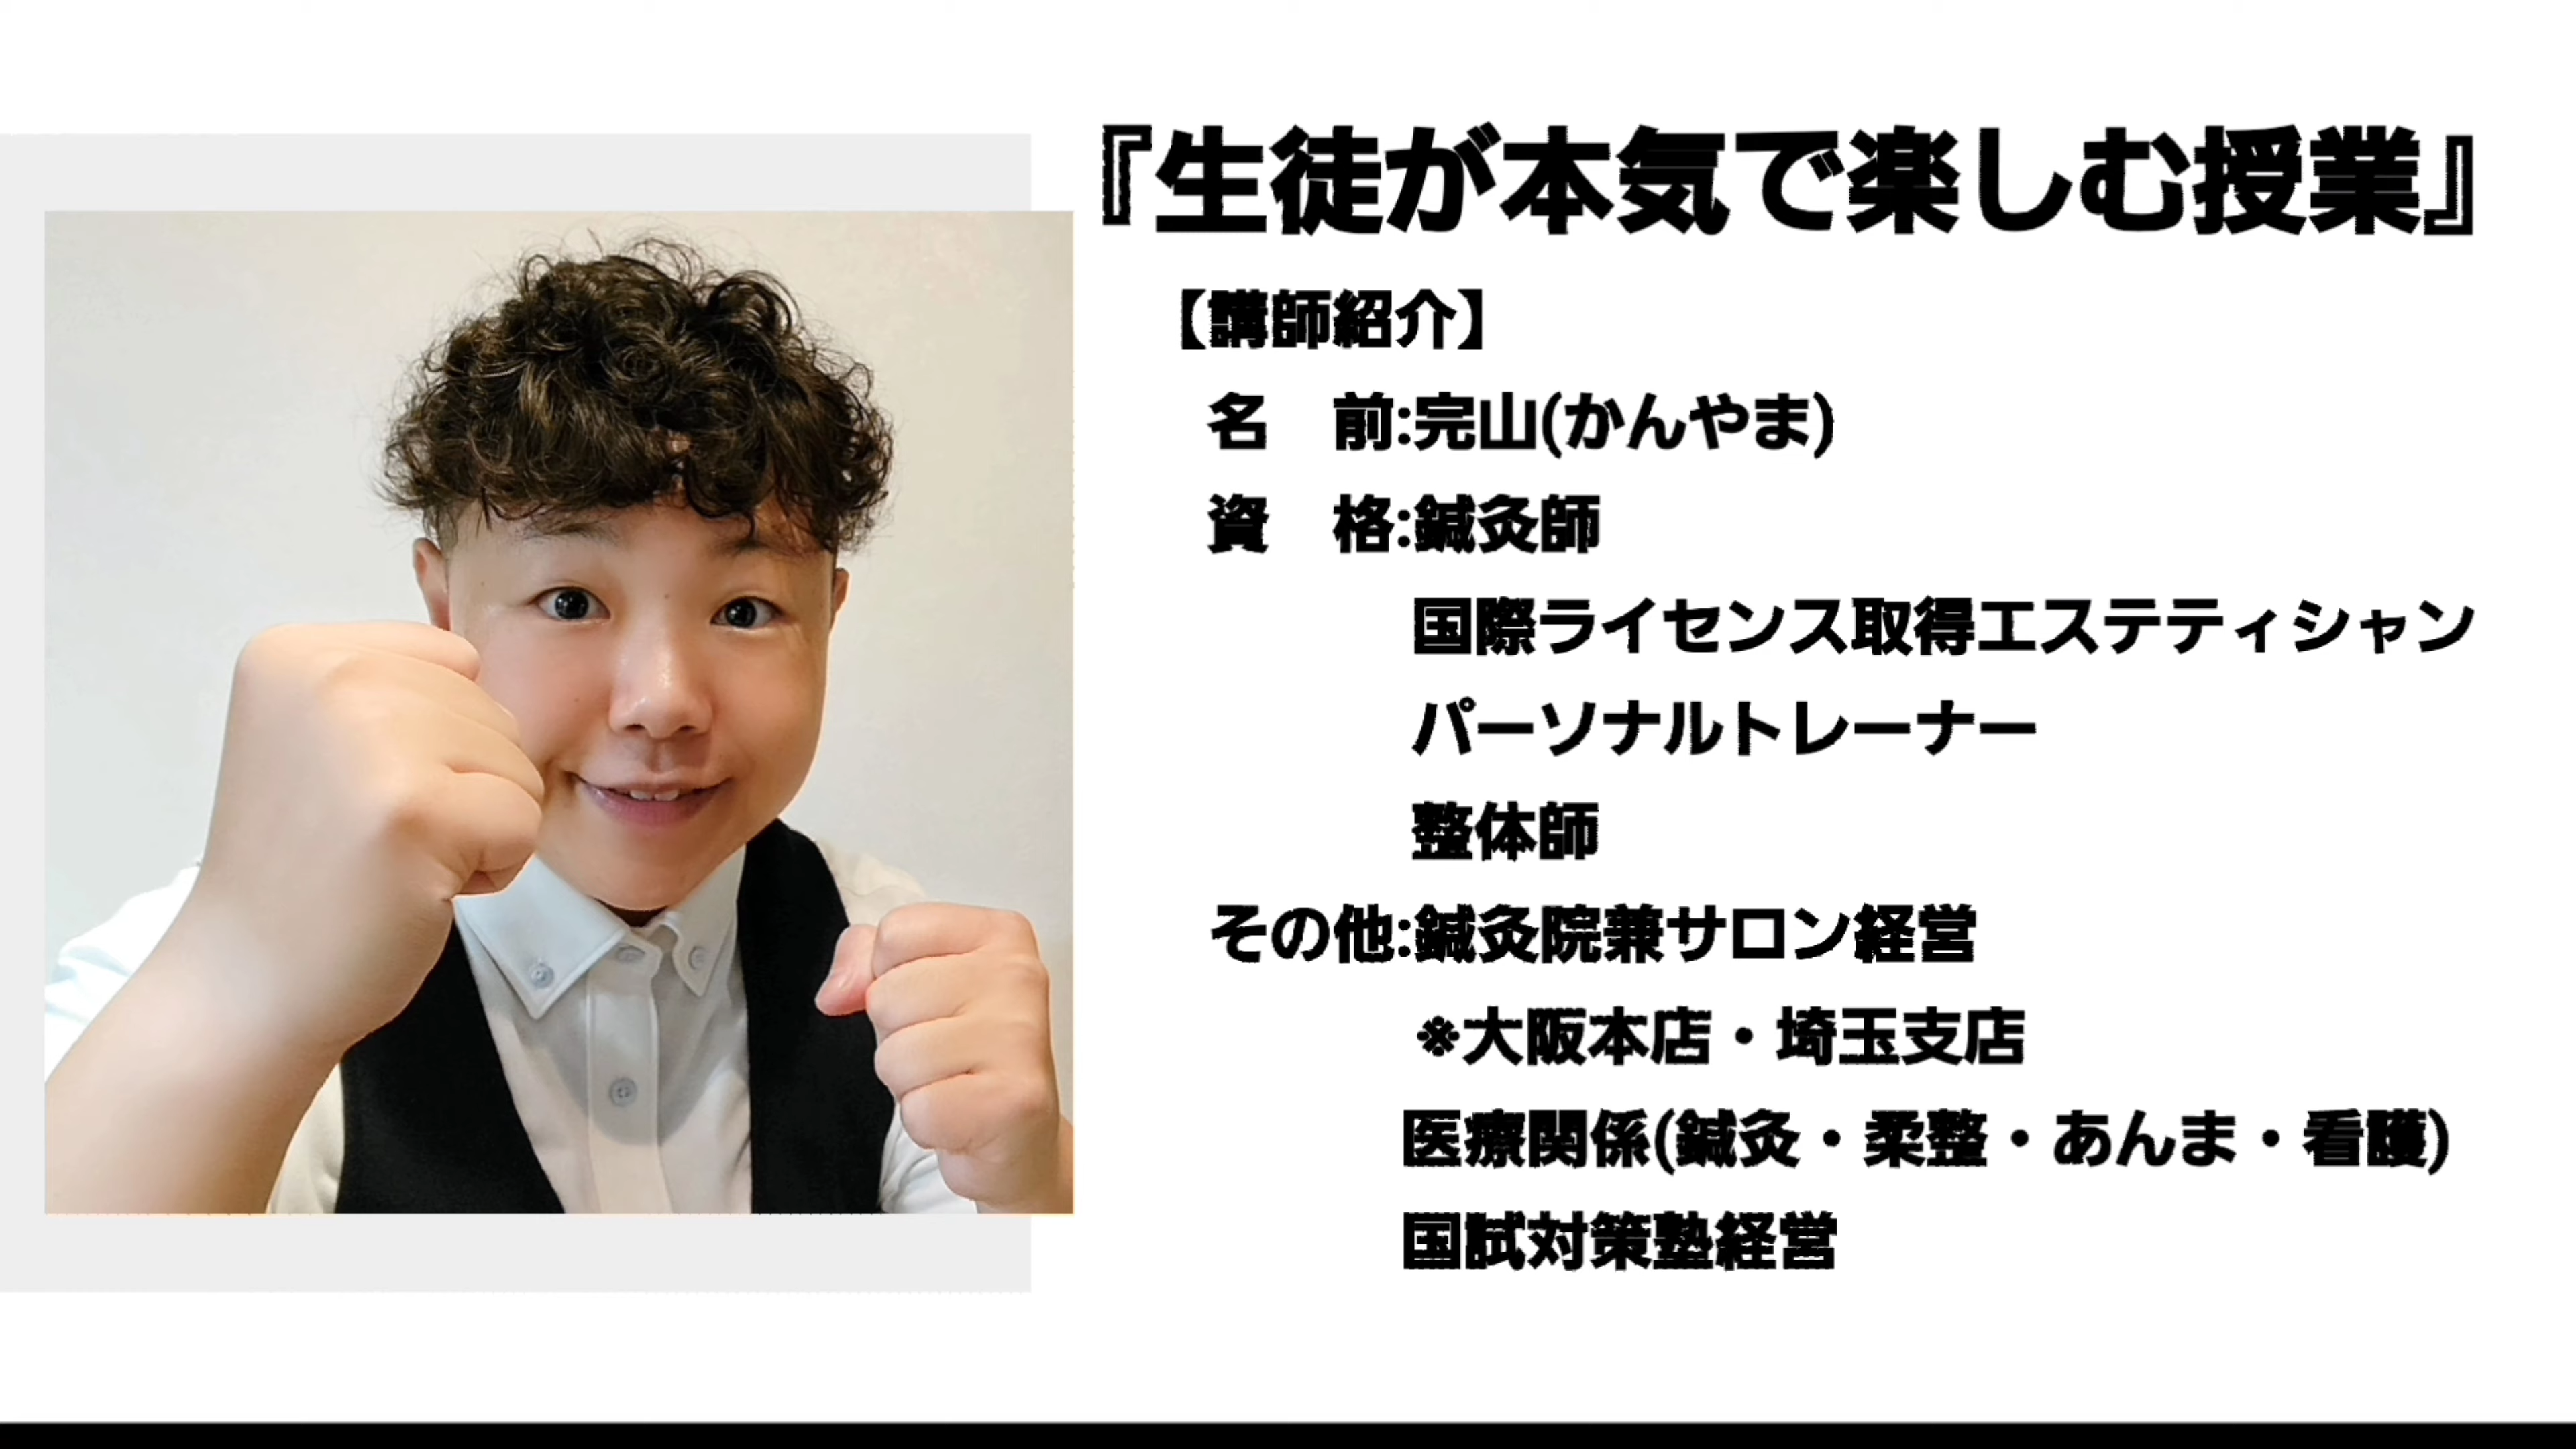 『生徒が本気で楽しむ授業』
【講師紹介】
名　前:完山(かんやま)
資　格:鍼灸師
国際ライセンス取得エステティシャン
パーソナルトレーナー
整体師
その他:鍼灸院兼サロン経営
※大阪本店・埼玉支店
医療関係(鍼灸・柔整・あんま・看護)
国試対策塾経営